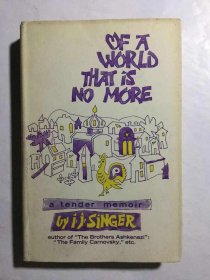 OF A
WORLD
THAT iS
NO MORE
a tender memoir
by i.j. SiNGER
author of "The Brothers Ashkenazi";
"The Family Carnovsky," etc.